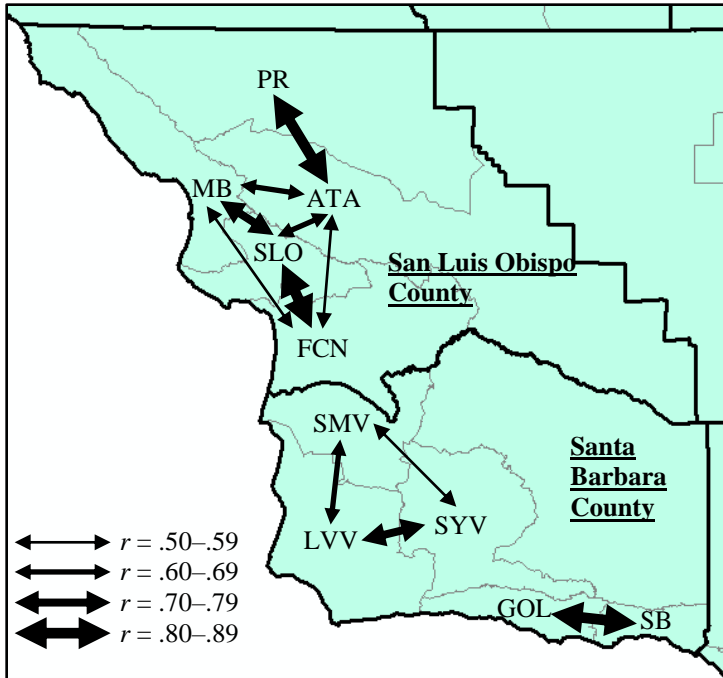 PR
MB
ATA
SLO
San Luis Obispo
County
FCN
SMV
Santa
Barbara
County
LVV
SYV
r = .50–.59
r = .60–.69
r = .70–.79
r = .80–.89
GOL
SB